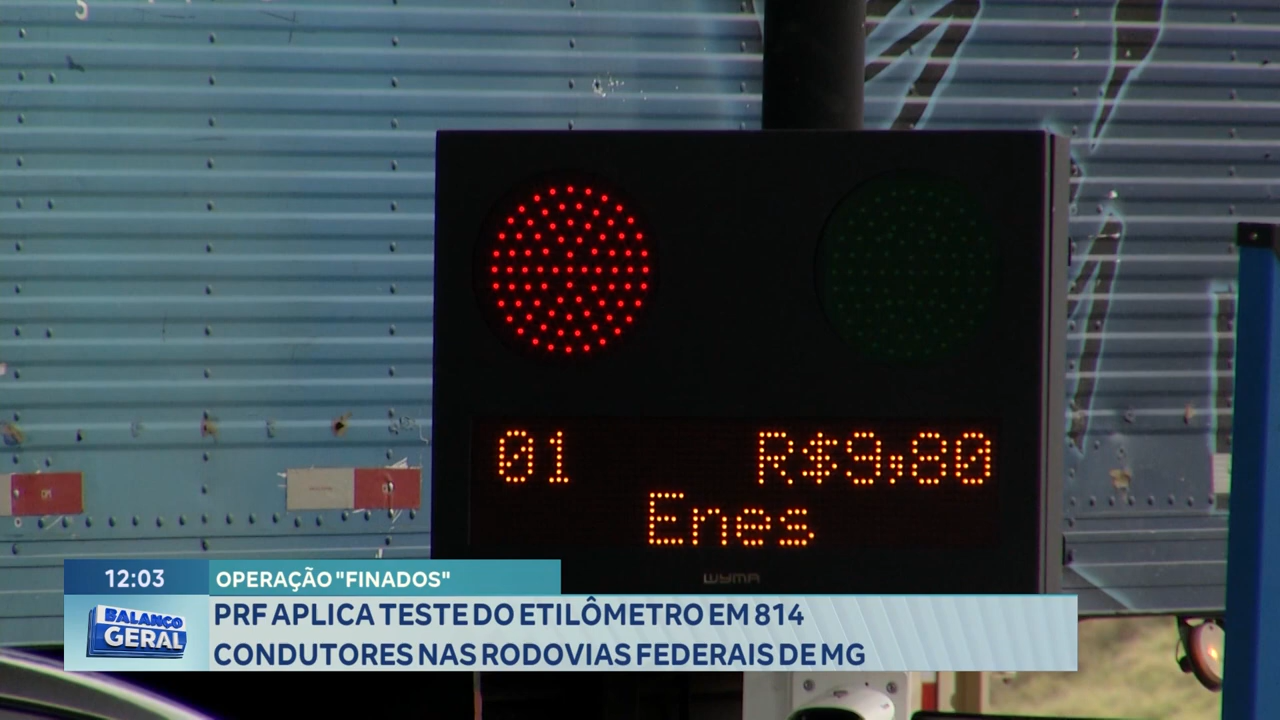 5
01 R$9,80
Enes
WYMA
12:03 OPERAÇÃO "FINADOS"
BALANÇO
GERAL
PRF APLICA TESTE DO ETILÔMETRO EM 814
CONDUTORES NAS RODOVIAS FEDERAIS DE MG